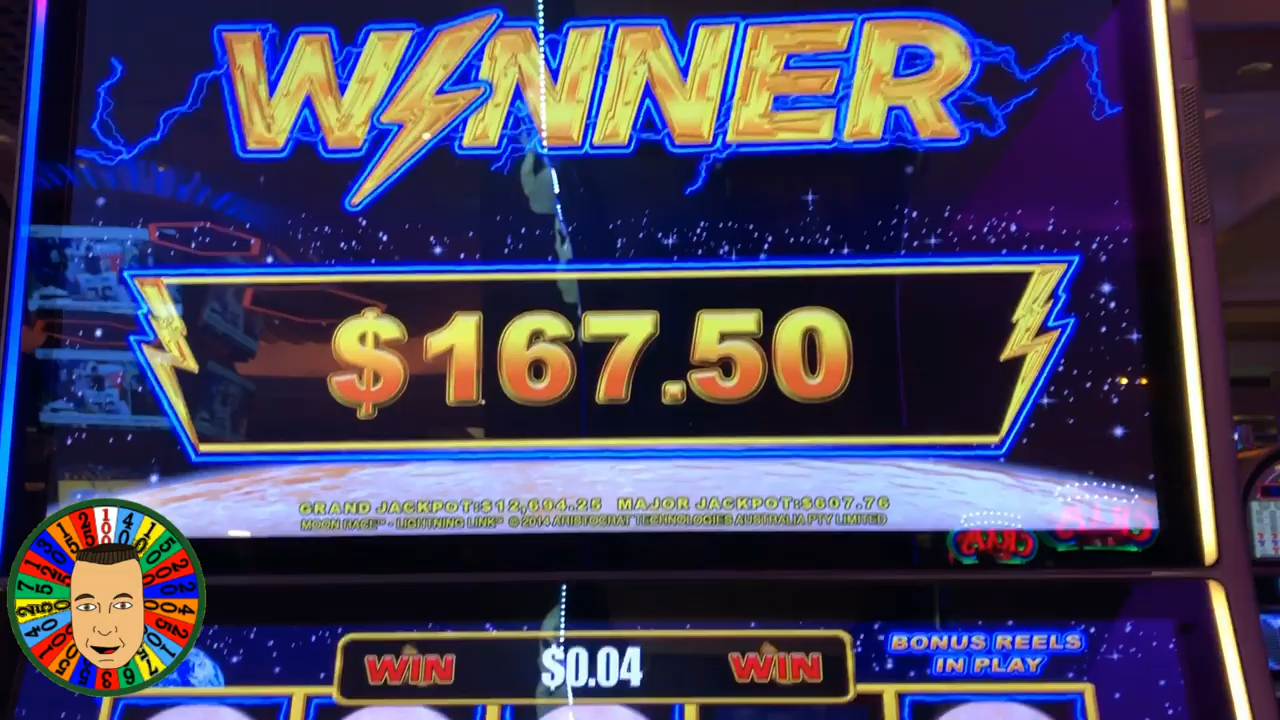 WINNER
$167.50
GRAND JACKPOT:$12,694.25 MAJOR JACKPOT:$607.76
MOON RACE™ - LIGHTNING LINK™ © 2014 ARISTOCRAT TECHNOLOGIES AUSTRALIA PTY LIMITED
WIN $0.04 WIN
BONUS REELS
IN PLAY